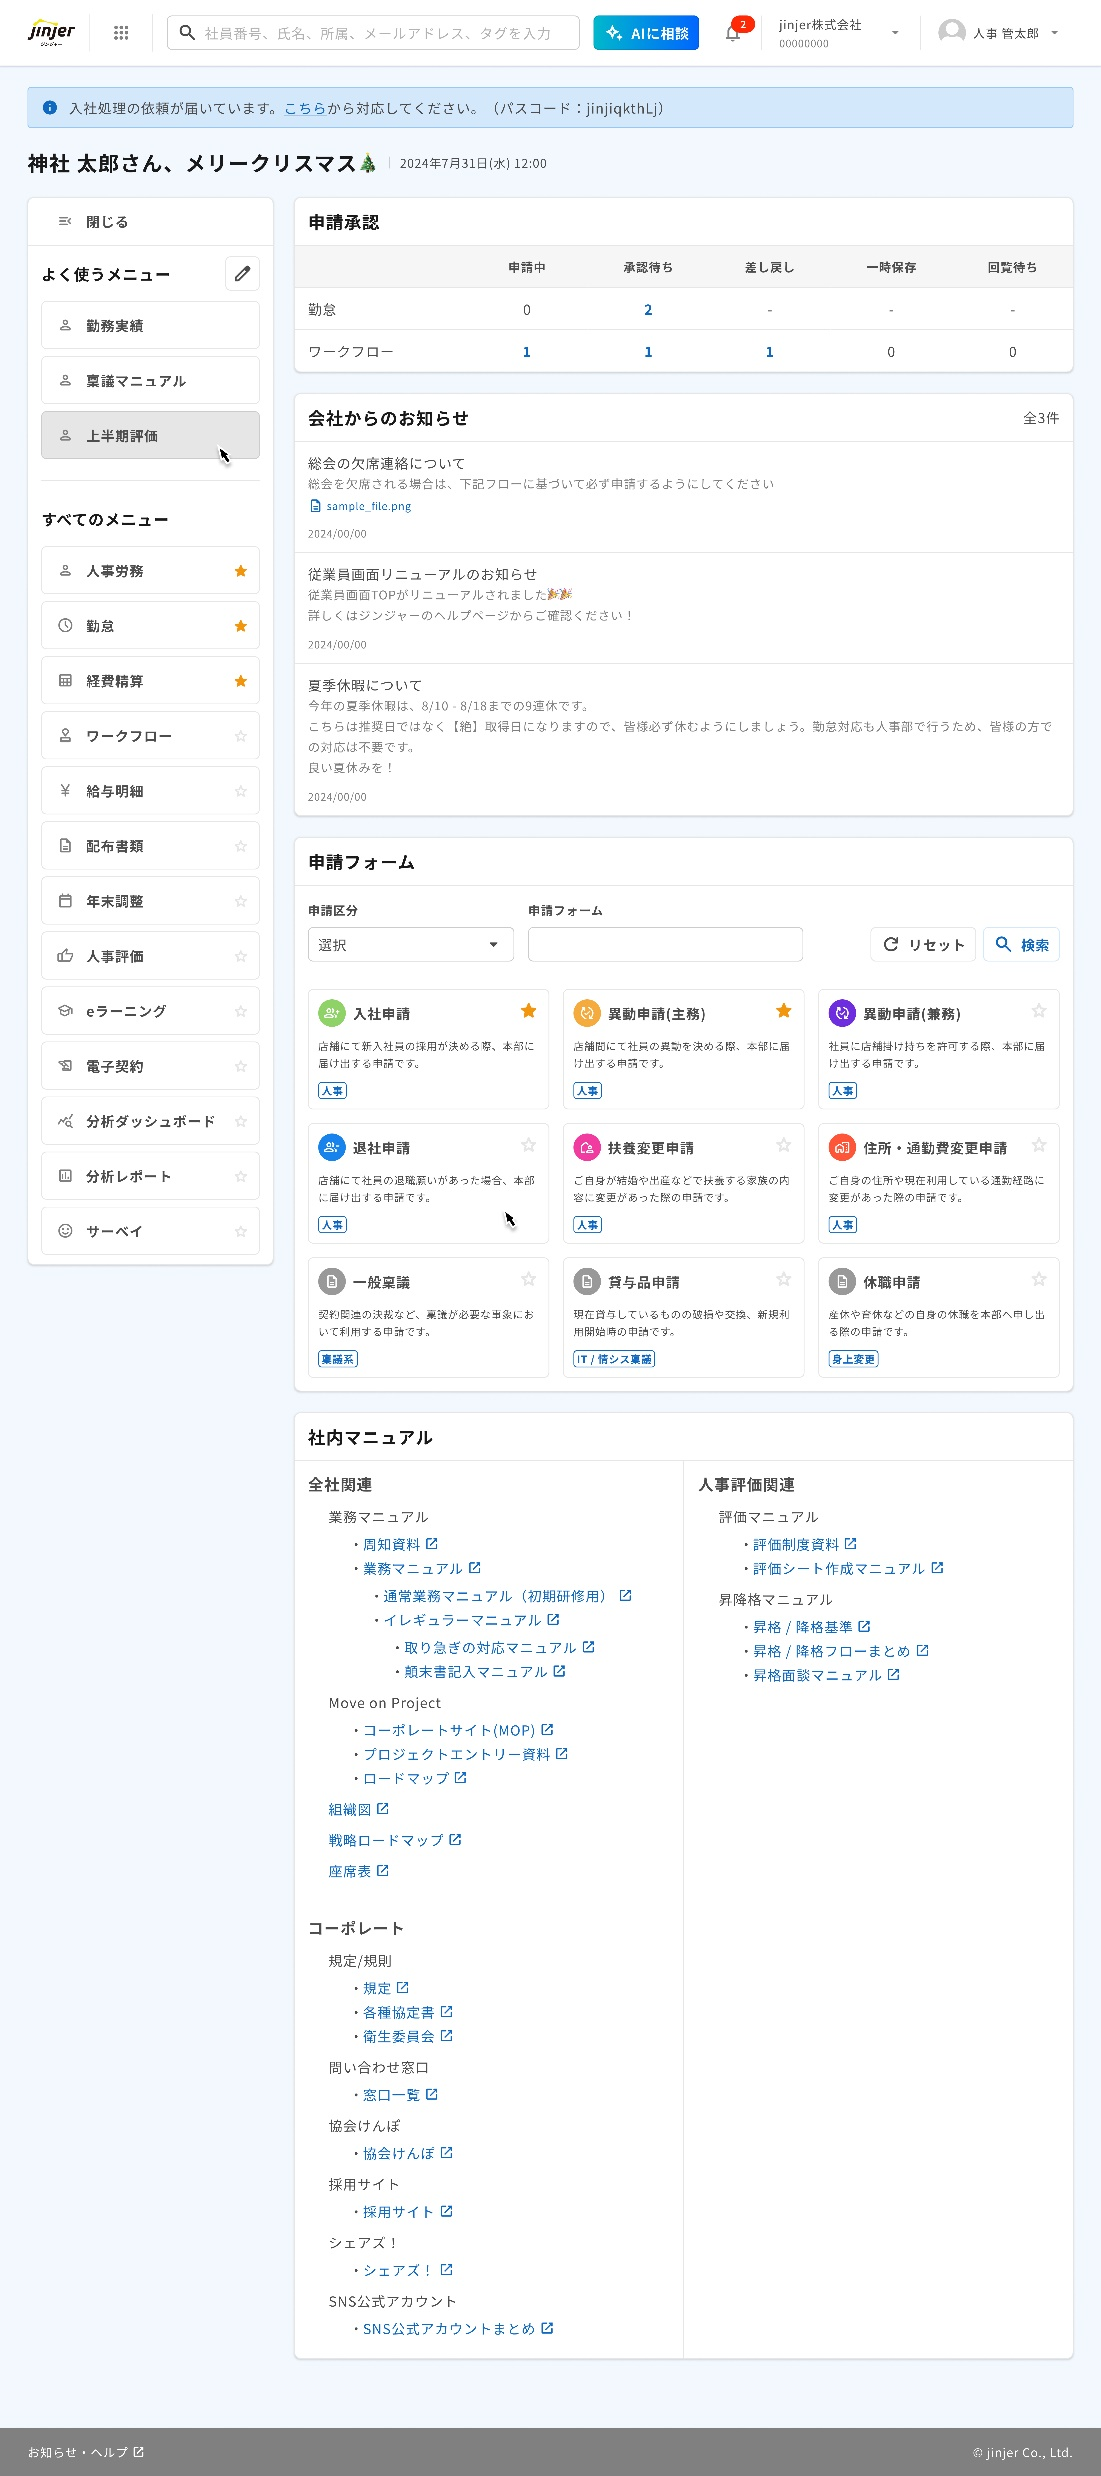 jinjer
ジンジャー
社員番号、氏名、所属、メールアドレス、タグを入力
AIに相談
2
jinjer株式会社
00000000
人事 管太郎
入社処理の依頼が届いています。こちらから対応してください。（パスコード：jinjiqkthLj）
神社 太郎さん、メリークリスマス🎄
2024年7月31日(水) 12:00
閉じる
よく使うメニュー
勤務実績
稟議マニュアル
上半期評価
すべてのメニュー
人事労務
勤怠
経費精算
ワークフロー
給与明細
配布書類
年末調整
人事評価
eラーニング
電子契約
分析ダッシュボード
分析レポート
サーベイ
申請承認
申請中 承認待ち 差し戻し 一時保存 回覧待ち
勤怠 0 2 - - -
ワークフロー 1 1 1 0 0
会社からのお知らせ 全3件
総会の欠席連絡について
総会を欠席される場合は、下記フローに基づいて必ず申請するようにしてください
sample_file.png
2024/00/00
従業員画面リニューアルのお知らせ
従業員画面TOPがリニューアルされました🎉🎉
詳しくはジンジャーのヘルプページからご確認ください！
2024/00/00
夏季休暇について
今年の夏季休暇は、8/10 - 8/18までの9連休です。
こちらは推奨日ではなく【絶】取得日になりますので、皆様必ず休むようにしましょう。勤怠対応も人事部で行うため、皆様の方で
の対応は不要です。
良い夏休みを！
2024/00/00
申請フォーム
申請区分 申請フォーム
選択 リセット 検索
入社申請
店舗にて新入社員の採用が決める際、本部に
届け出する申請です。
人事
異動申請(主務)
店舗間にて社員の異動を決める際、本部に届
け出する申請です。
人事
異動申請(兼務)
社員に店舗掛け持ちを許可する際、本部に届
け出する申請です。
人事
退社申請
店舗にて社員の退職願いがあった場合、本部
に届け出する申請です。
人事
扶養変更申請
ご自身が結婚や出産などで扶養する家族の内
容に変更があった際の申請です。
人事
住所・通勤費変更申請
ご自身の住所や現在利用している通勤経路に
変更があった際の申請です。
人事
一般稟議
契約関連の決裁など、稟議が必要な事象にお
いて利用する申請です。
稟議系
貸与品申請
現在貸与しているものの破損や交換、新規利
用開始時の申請です。
IT / 情シス稟議
休職申請
産休や育休などの自身の休職を本部へ申し出
る際の申請です。
身上変更
社内マニュアル
全社関連
業務マニュアル
・周知資料
・業務マニュアル
・通常業務マニュアル（初期研修用）
・イレギュラーマニュアル
・取り急ぎの対応マニュアル
・顛末書記入マニュアル
Move on Project
・コーポレートサイト(MOP)
・プロジェクトエントリー資料
・ロードマップ
組織図
戦略ロードマップ
座席表
コーポレート
規定/規則
・規定
・各種協定書
・衛生委員会
問い合わせ窓口
・窓口一覧
協会けんぽ
・協会けんぽ
採用サイト
・採用サイト
シェアズ！
・シェアズ！
SNS公式アカウント
・SNS公式アカウントまとめ
人事評価関連
評価マニュアル
・評価制度資料
・評価シート作成マニュアル
昇降格マニュアル
・昇格 / 降格基準
・昇格 / 降格フローまとめ
・昇格面談マニュアル
お知らせ・ヘルプ
© jinjer Co., Ltd.